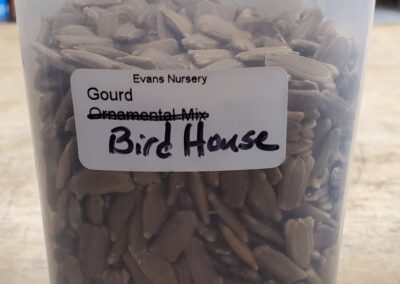 Evans Nursery
Gourd
Ornamental Mix
Bird House